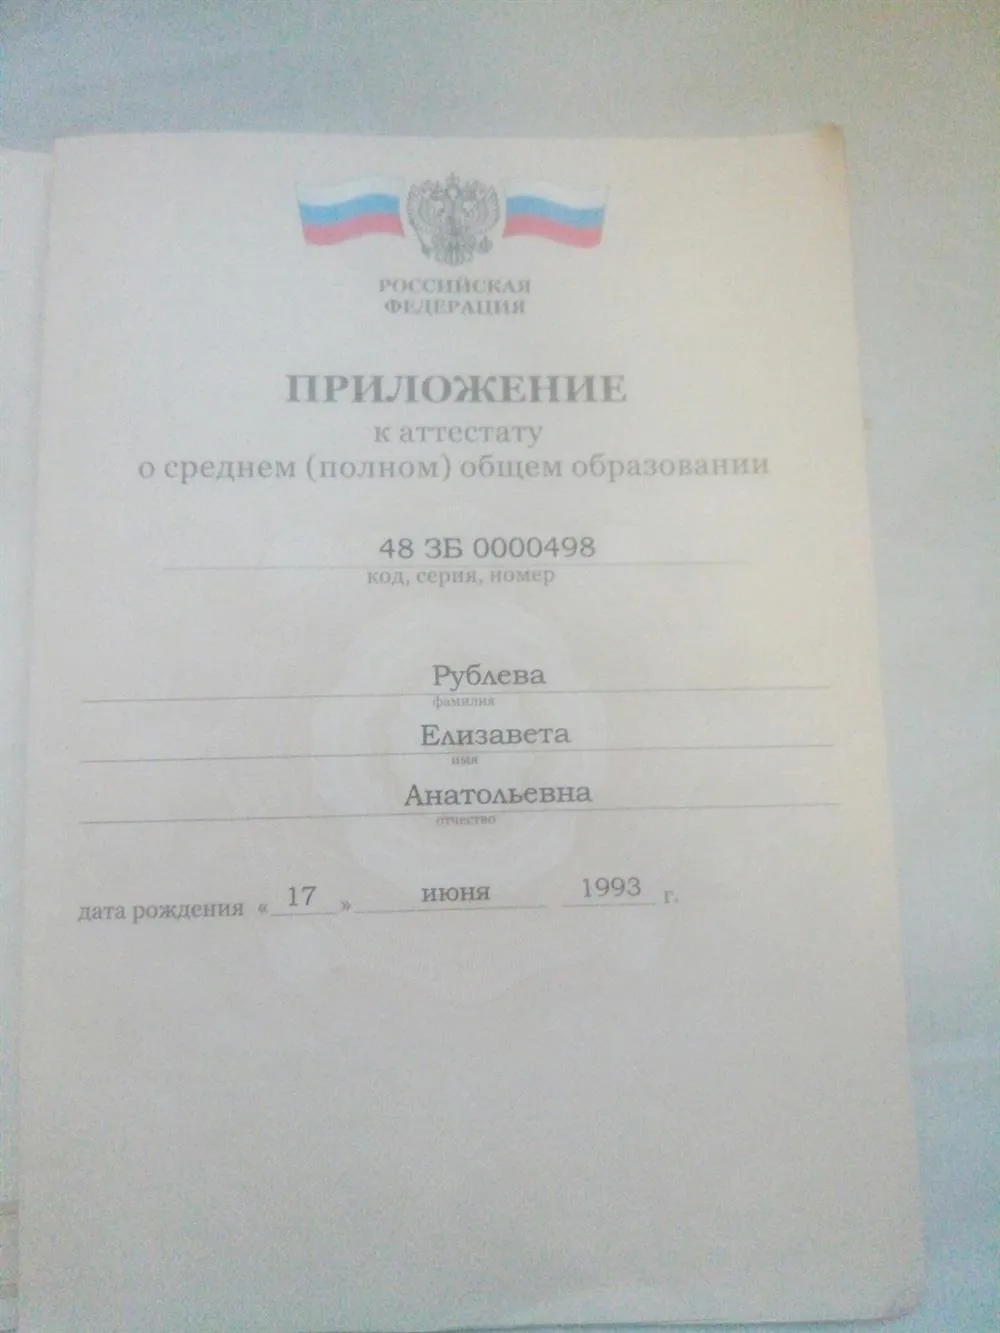 РОССИЙСКАЯ
ФЕДЕРАЦИЯ
ПРИЛОЖЕНИЕ
к аттестату
о среднем (полном) общем образовании
48 ЗБ 0000498
код, серия, номер
Рублева
фамилия
Елизавета
имя
Анатольевна
отчество
дата рождения « 17 » июня 1993 г.